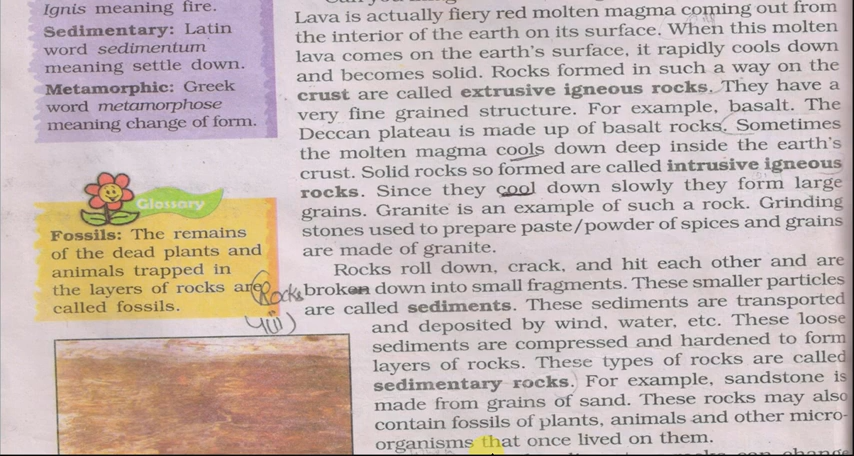 Ignis meaning fire.
Sedimentary: Latin
word sedimentum
meaning settle down.
Metamorphic: Greek
word metamorphose
meaning change of form.
Glossary
Fossils: The remains
of the dead plants and
animals trapped in
the layers of rocks are
called fossils.
Rocks
Lava is actually fiery red molten magma coming out from
the interior of the earth on its surface. When this molten
lava comes on the earth's surface, it rapidly cools down
and becomes solid. Rocks formed in such a way on the
crust are called extrusive igneous rocks. They have a
very fine grained structure. For example, basalt. The
Deccan plateau is made up of basalt rocks. Sometimes
the molten magma cools down deep inside the earth's
crust. Solid rocks so formed are called intrusive igneous
rocks. Since they cool down slowly they form large
grains. Granite is an example of such a rock. Grinding
stones used to prepare paste/powder of spices and grains
are made of granite.
Rocks roll down, crack, and hit each other and are
broken down into small fragments. These smaller particles
are called sediments. These sediments are transported
and deposited by wind, water, etc. These loose
sediments are compressed and hardened to form
layers of rocks. These types of rocks are called
sedimentary rocks. For example, sandstone is
made from grains of sand. These rocks may also
contain fossils of plants, animals and other micro-
organisms that once lived on them.